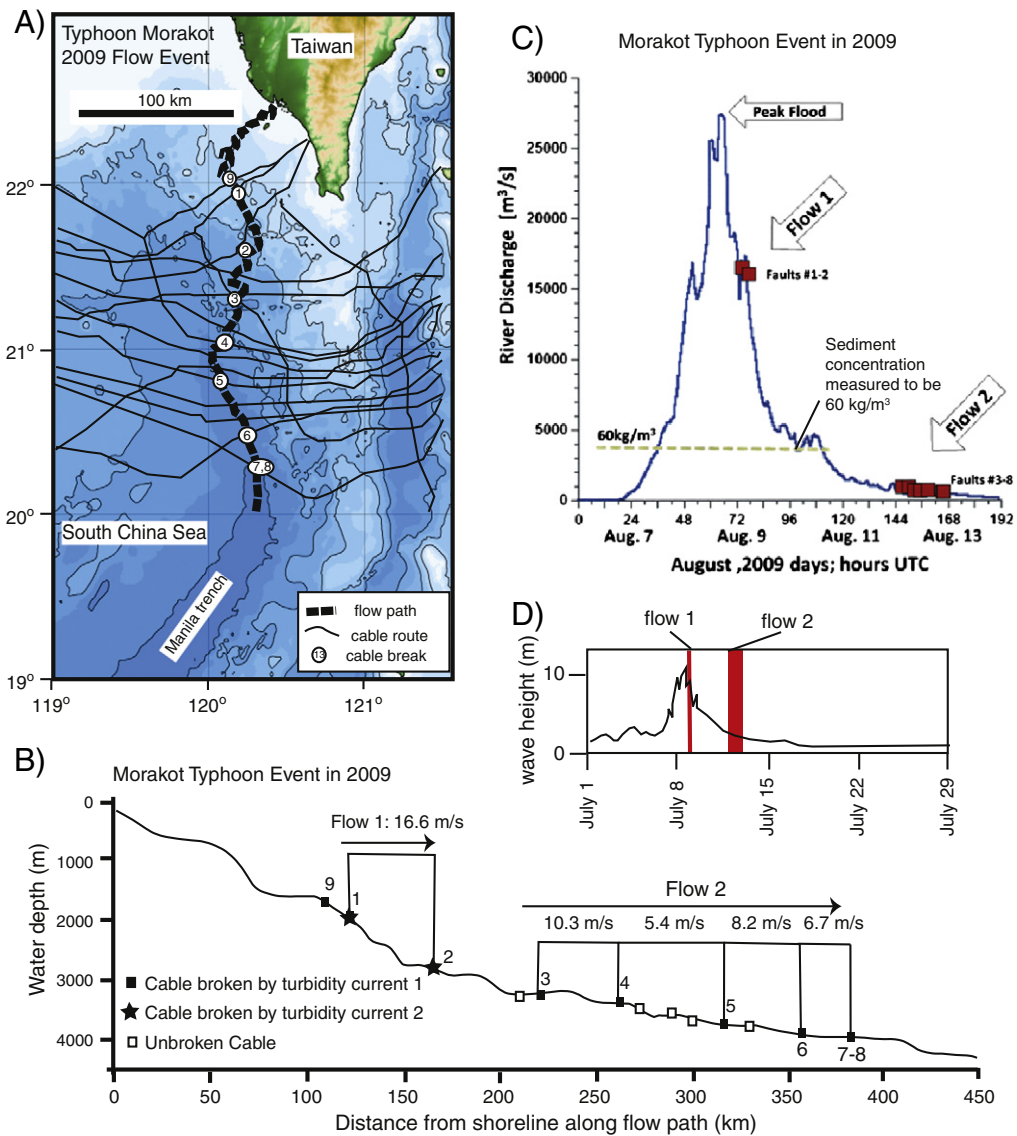 A)
Typhoon Morakot
2009 Flow Event
Taiwan
100 km
22°
21°
20°
19°
119°
120°
121°
9
1
2
3
4
5
6
7,8
South China Sea
Manila trench
flow path
cable route
13
cable break
C)
Morakot Typhoon Event in 2009
30000
25000
20000
15000
10000
5000
0
River Discharge [m³/s]
Peak Flood
Flow 1
Faults #1-2
Sediment
concentration
measured to be
60 kg/m³
60kg/m³
Flow 2
Faults #3-8
0
24
48
72
96
120
144
168
192
Aug. 7
Aug. 9
Aug. 11
Aug. 13
August ,2009 days; hours UTC
D)
flow 1
flow 2
wave height (m)
10
0
July 1
July 8
July 15
July 22
July 29
B)
Morakot Typhoon Event in 2009
0
1000
2000
3000
4000
Water depth (m)
Flow 1: 16.6 m/s
9
1
2
Flow 2
10.3 m/s
5.4 m/s
8.2 m/s
6.7 m/s
3
4
5
6
7-8
Cable broken by turbidity current 1
Cable broken by turbidity current 2
Unbroken Cable
0
50
100
150
200
250
300
350
400
450
Distance from shoreline along flow path (km)